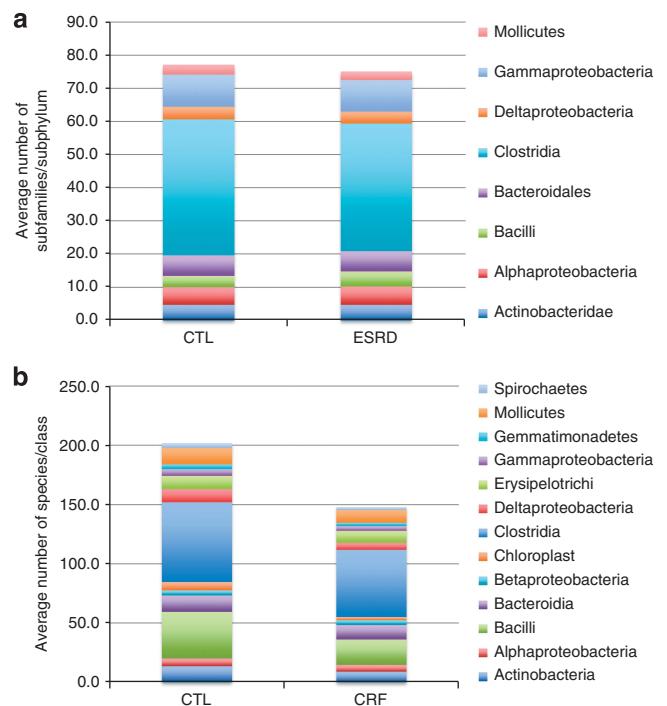 a
90.0
80.0
70.0
60.0
50.0
40.0
30.0
20.0
10.0
0.0
Average number of
subfamilies/subphylum
CTL
ESRD
Mollicutes
Gammaproteobacteria
Deltaproteobacteria
Clostridia
Bacteroidales
Bacilli
Alphaproteobacteria
Actinobacteridae
b
250.0
200.0
150.0
100.0
50.0
0.0
Average number of species/class
CTL
CRF
Spirochaetes
Mollicutes
Gemmatimonadetes
Gammaproteobacteria
Erysipelotrichi
Deltaproteobacteria
Clostridia
Chloroplast
Betaproteobacteria
Bacteroidia
Bacilli
Alphaproteobacteria
Actinobacteria